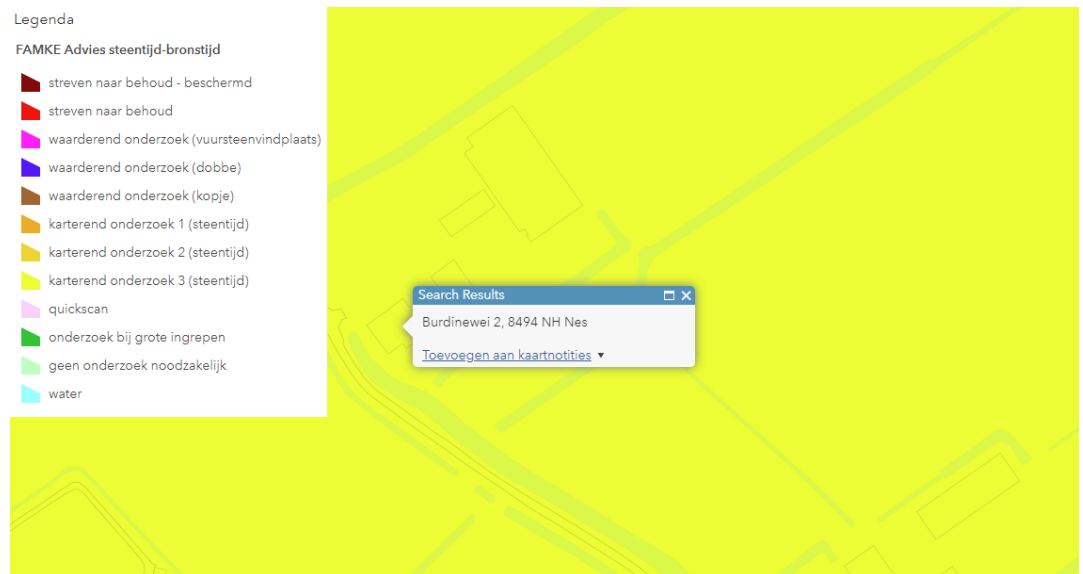 Legenda
FAMKE Advies steentijd-bronstijd
streven naar behoud - beschermd
streven naar behoud
waarderend onderzoek (vuursteenvindplaats)
waarderend onderzoek (dobbe)
waarderend onderzoek (kopje)
karterend onderzoek 1 (steentijd)
karterend onderzoek 2 (steentijd)
karterend onderzoek 3 (steentijd)
quickscan
onderzoek bij grote ingrepen
geen onderzoek noodzakelijk
water
Search Results
Burdinewei 2, 8494 NH Nes
Toevoegen aan kaartnotities